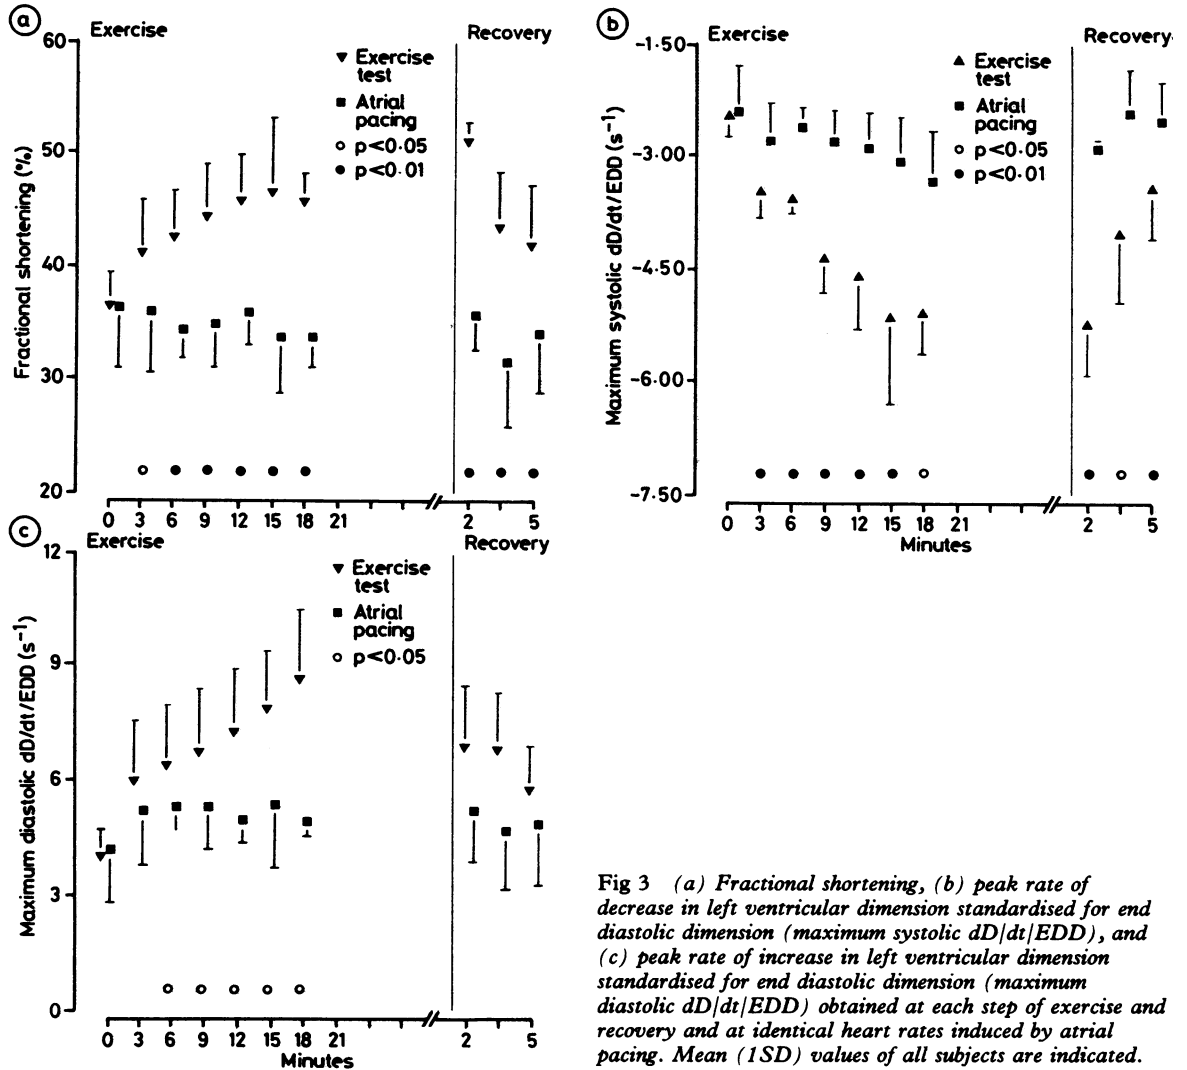 a
Exercise
Recovery
60
50
40
30
20
Fractional shortening (%)
Exercise
test
Atrial
pacing
p<0·05
p<0·01
0 3 6 9 12 15 18 21 2 5
b
Exercise
Recovery
-1·50
-3·00
-4·50
-6·00
-7·50
Maximum systolic dD/dt/EDD (s⁻¹)
Exercise
test
Atrial
pacing
p<0·05
p<0·01
0 3 6 9 12 15 18 21 2 5
Minutes
c
Exercise
Recovery
12
9
6
3
0
Maximum diastolic dD/dt/EDD (s⁻¹)
Exercise
test
Atrial
pacing
p<0·05
0 3 6 9 12 15 18 21 2 5
Minutes
Fig 3 (a) Fractional shortening, (b) peak rate of
decrease in left ventricular dimension standardised for end
diastolic dimension (maximum systolic dD/dt/EDD), and
(c) peak rate of increase in left ventricular dimension
standardised for end diastolic dimension (maximum
diastolic dD/dt/EDD) obtained at each step of exercise and
recovery and at identical heart rates induced by atrial
pacing. Mean (1SD) values of all subjects are indicated.